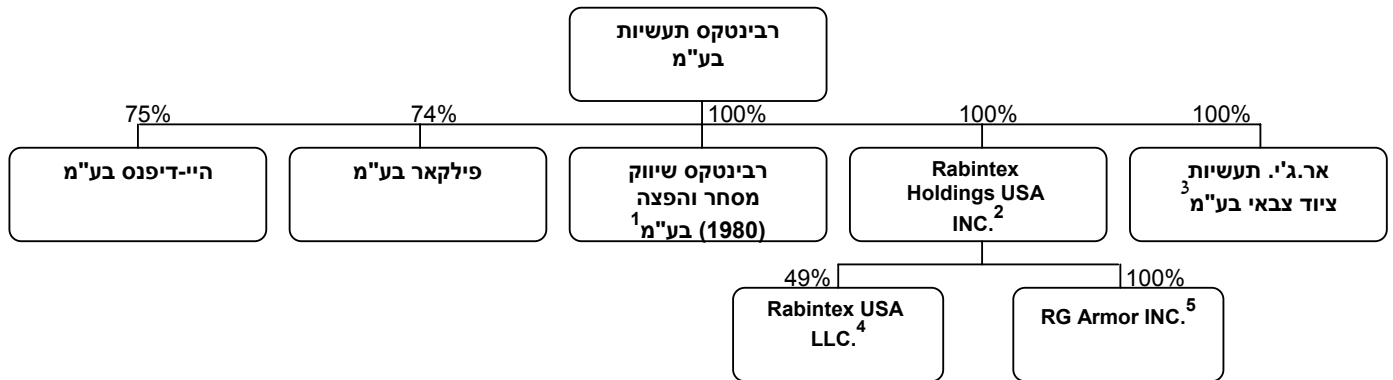 רבינטקס תעשיות
בע"מ
75%
74%
100%
100%
100%
היי-דיפנס בע"מ
פילקאר בע"מ
רבינטקס שיווק
מסחר והפצה
(1980) בע"מ1
Rabintex
Holdings USA
INC.2
אר.ג'י. תעשיות
ציוד צבאי בע"מ3
49%
100%
Rabintex USA
LLC.4
RG Armor INC.5